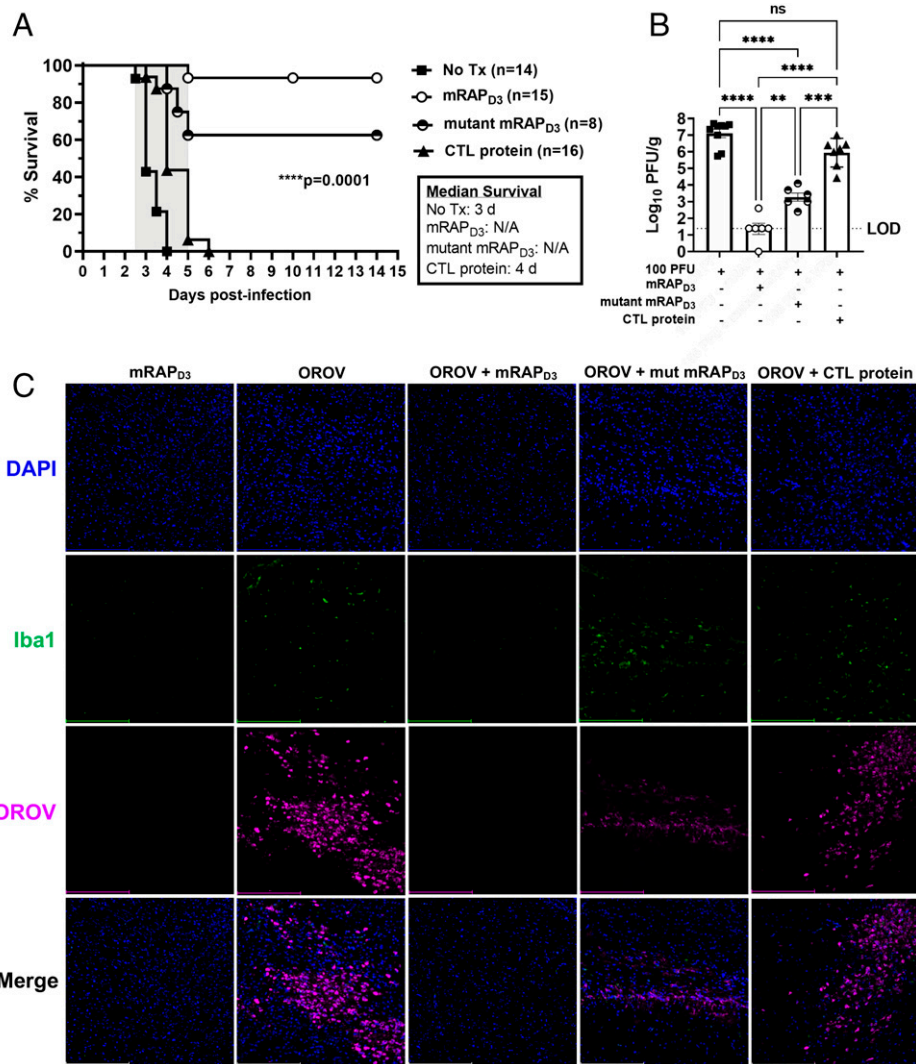 A
% Survival
100
80
60
40
20
0
0 1 2 3 4 5 6 7 8 9 10 11 12 13 14 15
Days post-infection
****p=0.0001
No Tx (n=14)
mRAPD3 (n=15)
mutant mRAPD3 (n=8)
CTL protein (n=16)
Median Survival
No Tx: 3 d
mRAPD3: N/A
mutant mRAPD3: N/A
CTL protein: 4 d
B
ns
****
****
**** ** ***
Log10 PFU/g
7
6
5
4
3
2
1
0
LOD
100 PFU + + + +
mRAPD3 - + - -
mutant mRAPD3 - - + -
CTL protein - - - +
C
mRAPD3 OROV OROV + mRAPD3 OROV + mut mRAPD3 OROV + CTL protein
DAPI
Iba1
OROV
Merge